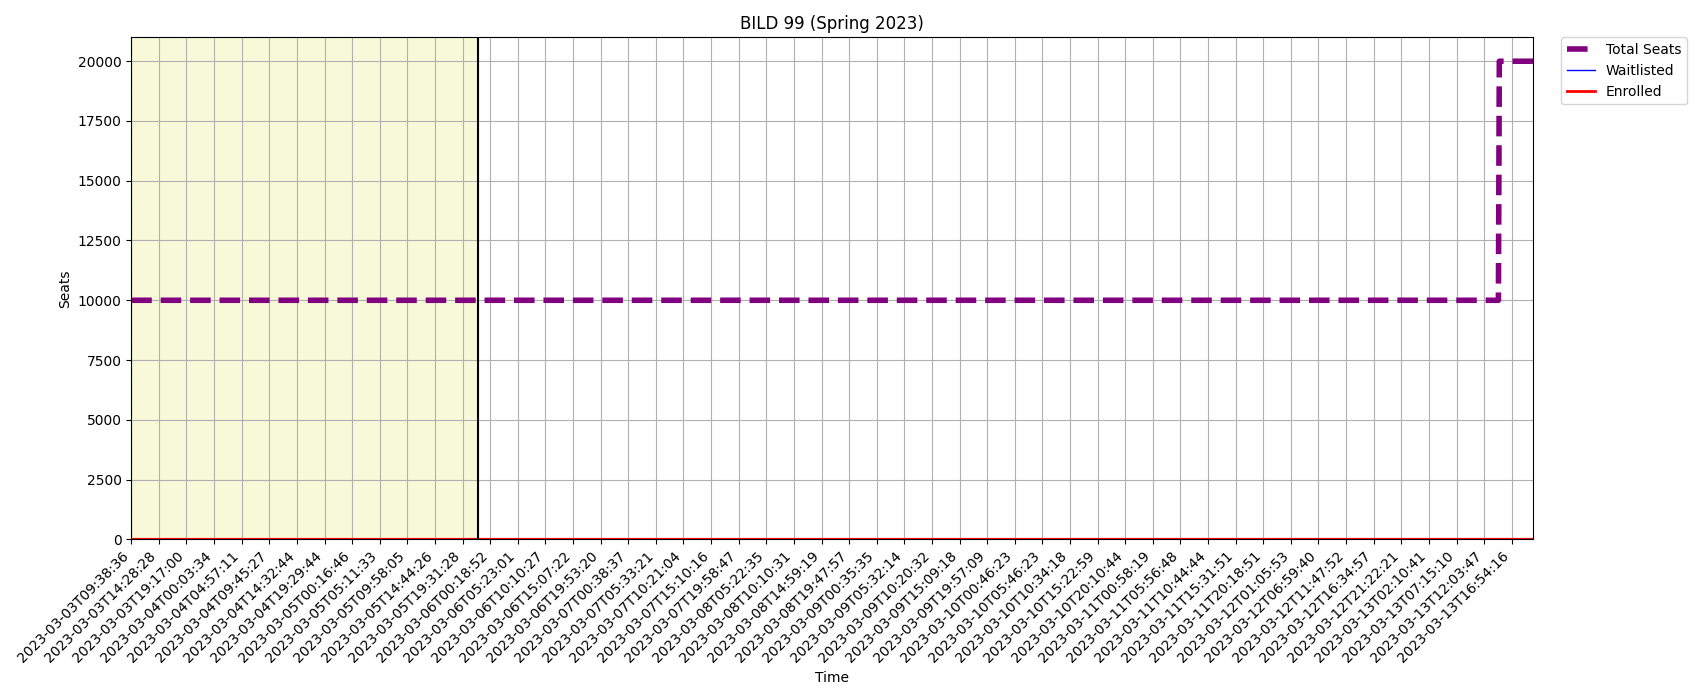 BILD 99 (Spring 2023)
Total Seats
Waitlisted
Enrolled
20000
17500
15000
12500
10000
7500
5000
2500
0
Seats
2023-03-03T09:38:36
2023-03-03T14:28:28
2023-03-03T19:17:00
2023-03-04T00:03:34
2023-03-04T04:57:11
2023-03-04T09:45:27
2023-03-04T14:32:44
2023-03-04T19:29:44
2023-03-05T00:16:46
2023-03-05T05:11:33
2023-03-05T09:58:05
2023-03-05T14:44:26
2023-03-05T19:31:28
2023-03-06T00:18:52
2023-03-06T05:23:01
2023-03-06T10:10:27
2023-03-06T15:07:22
2023-03-06T19:53:20
2023-03-07T00:38:37
2023-03-07T05:33:21
2023-03-07T10:21:04
2023-03-07T15:10:16
2023-03-07T19:58:47
2023-03-08T05:22:35
2023-03-08T10:10:31
2023-03-08T14:59:19
2023-03-08T19:47:57
2023-03-09T00:35:35
2023-03-09T05:32:14
2023-03-09T10:20:32
2023-03-09T15:09:18
2023-03-09T19:57:09
2023-03-10T00:46:23
2023-03-10T05:46:23
2023-03-10T10:34:18
2023-03-10T15:22:59
2023-03-10T20:10:44
2023-03-11T00:58:19
2023-03-11T05:56:48
2023-03-11T10:44:44
2023-03-11T15:31:51
2023-03-11T20:18:51
2023-03-12T01:05:53
2023-03-12T06:59:40
2023-03-12T11:47:52
2023-03-12T16:34:57
2023-03-12T21:22:21
2023-03-13T02:10:41
2023-03-13T07:15:10
2023-03-13T12:03:47
2023-03-13T16:54:16
Time